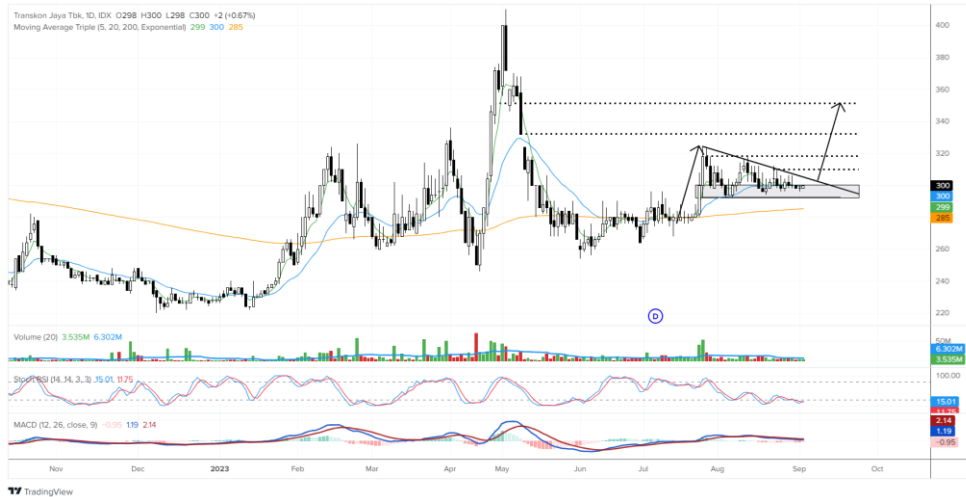 Transkon Jaya Tbk, 1D, IDX O298 H300 L298 C300 +2 (+0.67%)
Moving Average Triple (5, 20, 200, Exponential) 299 300 285
400
380
360
340
320
300
300
299
285
260
240
220
D
Volume (20) 3.535M 6.302M
50M
6.302M
3.535M
Stoch RSI (14, 14, 3, 3) 15.01 11.75
100.00
15.01
MACD (12, 26, close, 9) −0.95 1.19 2.14
2.14
1.19
−0.95
Nov Dec 2023 Feb Mar Apr May Jun Jul Aug Sep Oct
TradingView